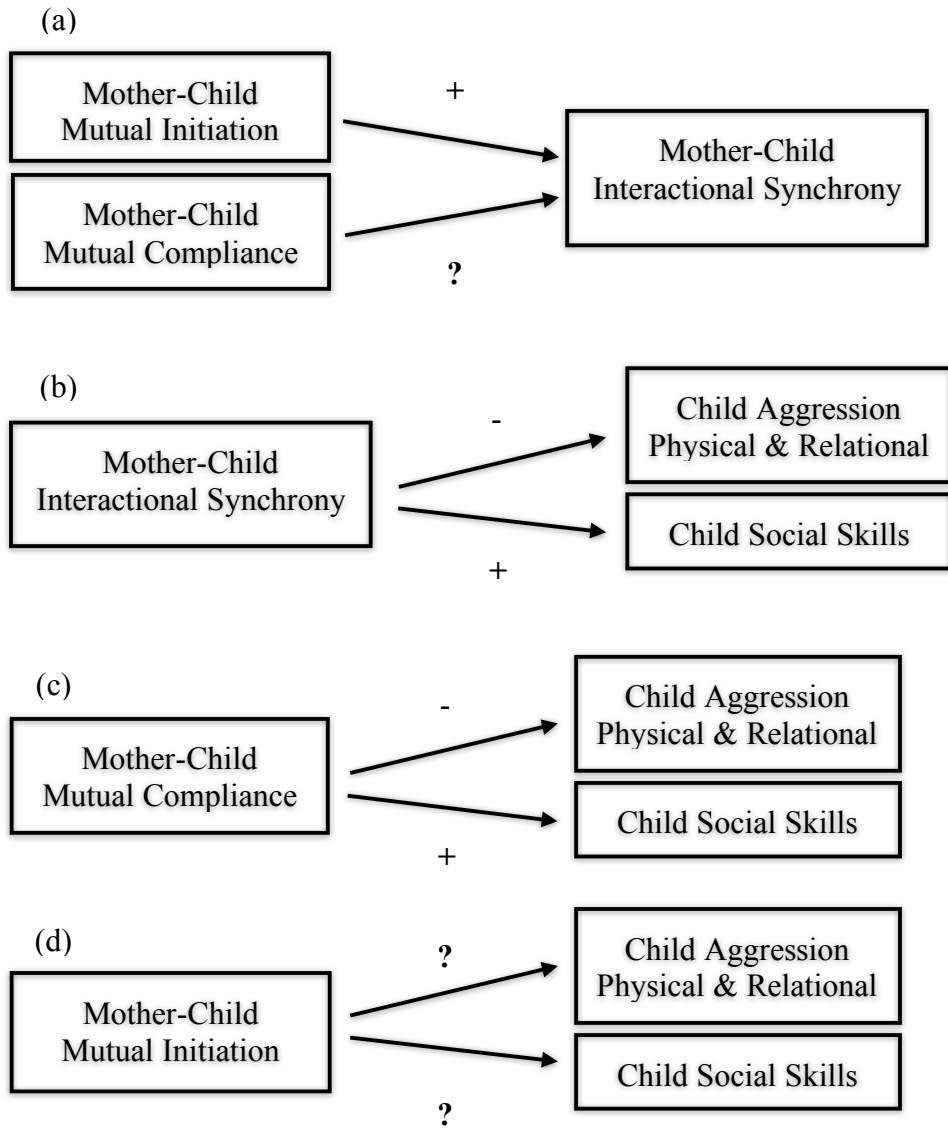 (a)
Mother-Child
Mutual Initiation
+
Mother-Child
Interactional Synchrony
Mother-Child
Mutual Compliance
?
(b)
Mother-Child
Interactional Synchrony
-
Child Aggression
Physical & Relational
Child Social Skills
+
(c)
Mother-Child
Mutual Compliance
-
Child Aggression
Physical & Relational
Child Social Skills
+
(d)
Mother-Child
Mutual Initiation
?
Child Aggression
Physical & Relational
Child Social Skills
?